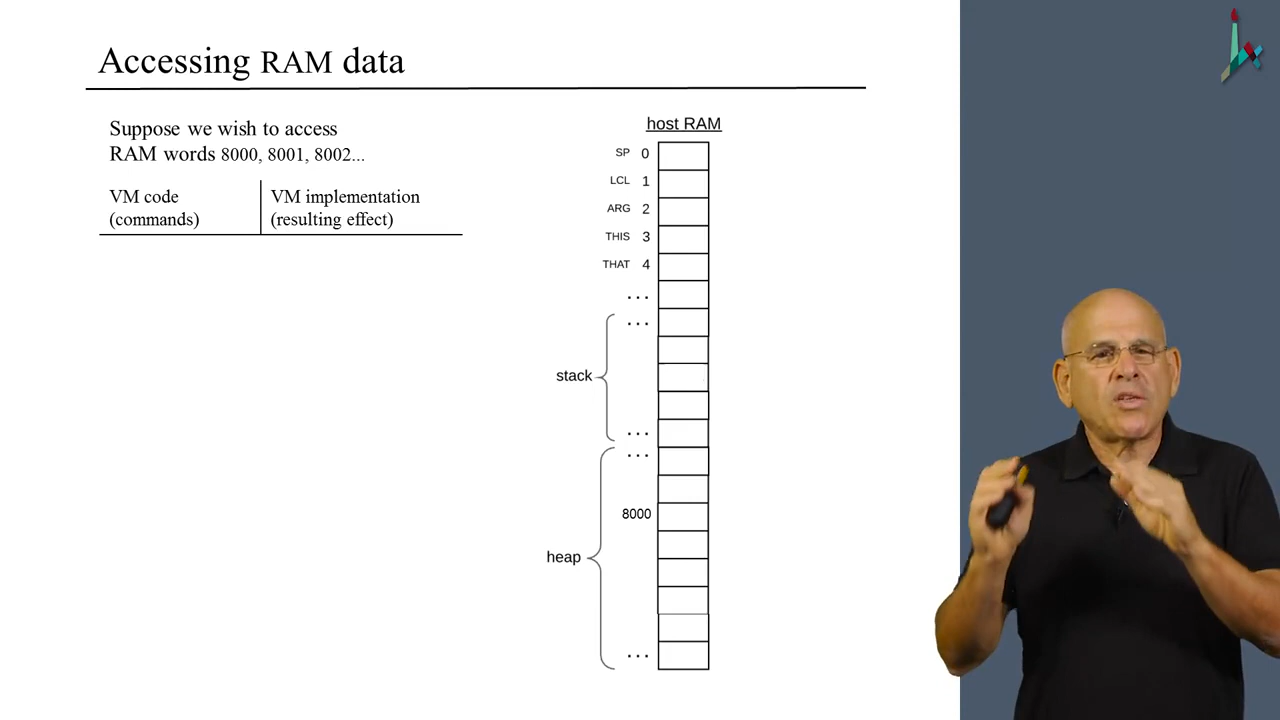 Accessing RAM data
Suppose we wish to access
RAM words 8000, 8001, 8002...
VM code
(commands)
VM implementation
(resulting effect)
host RAM
SP 0
LCL 1
ARG 2
THIS 3
THAT 4
...
...
stack
...
...
8000
heap
...